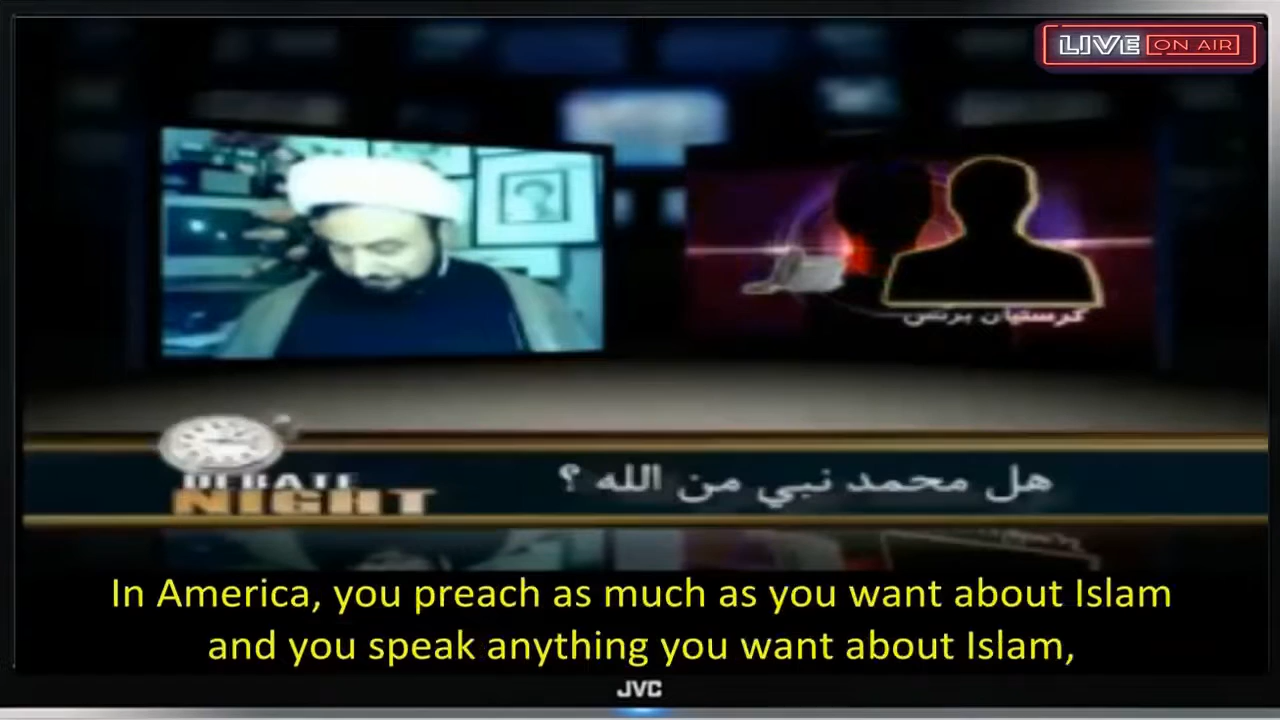 LIVE ON AIR
كرستيان برنس
DEBATE
NIGHT
هل محمد نبي من الله ؟
In America, you preach as much as you want about Islam
and you speak anything you want about Islam,
JVC